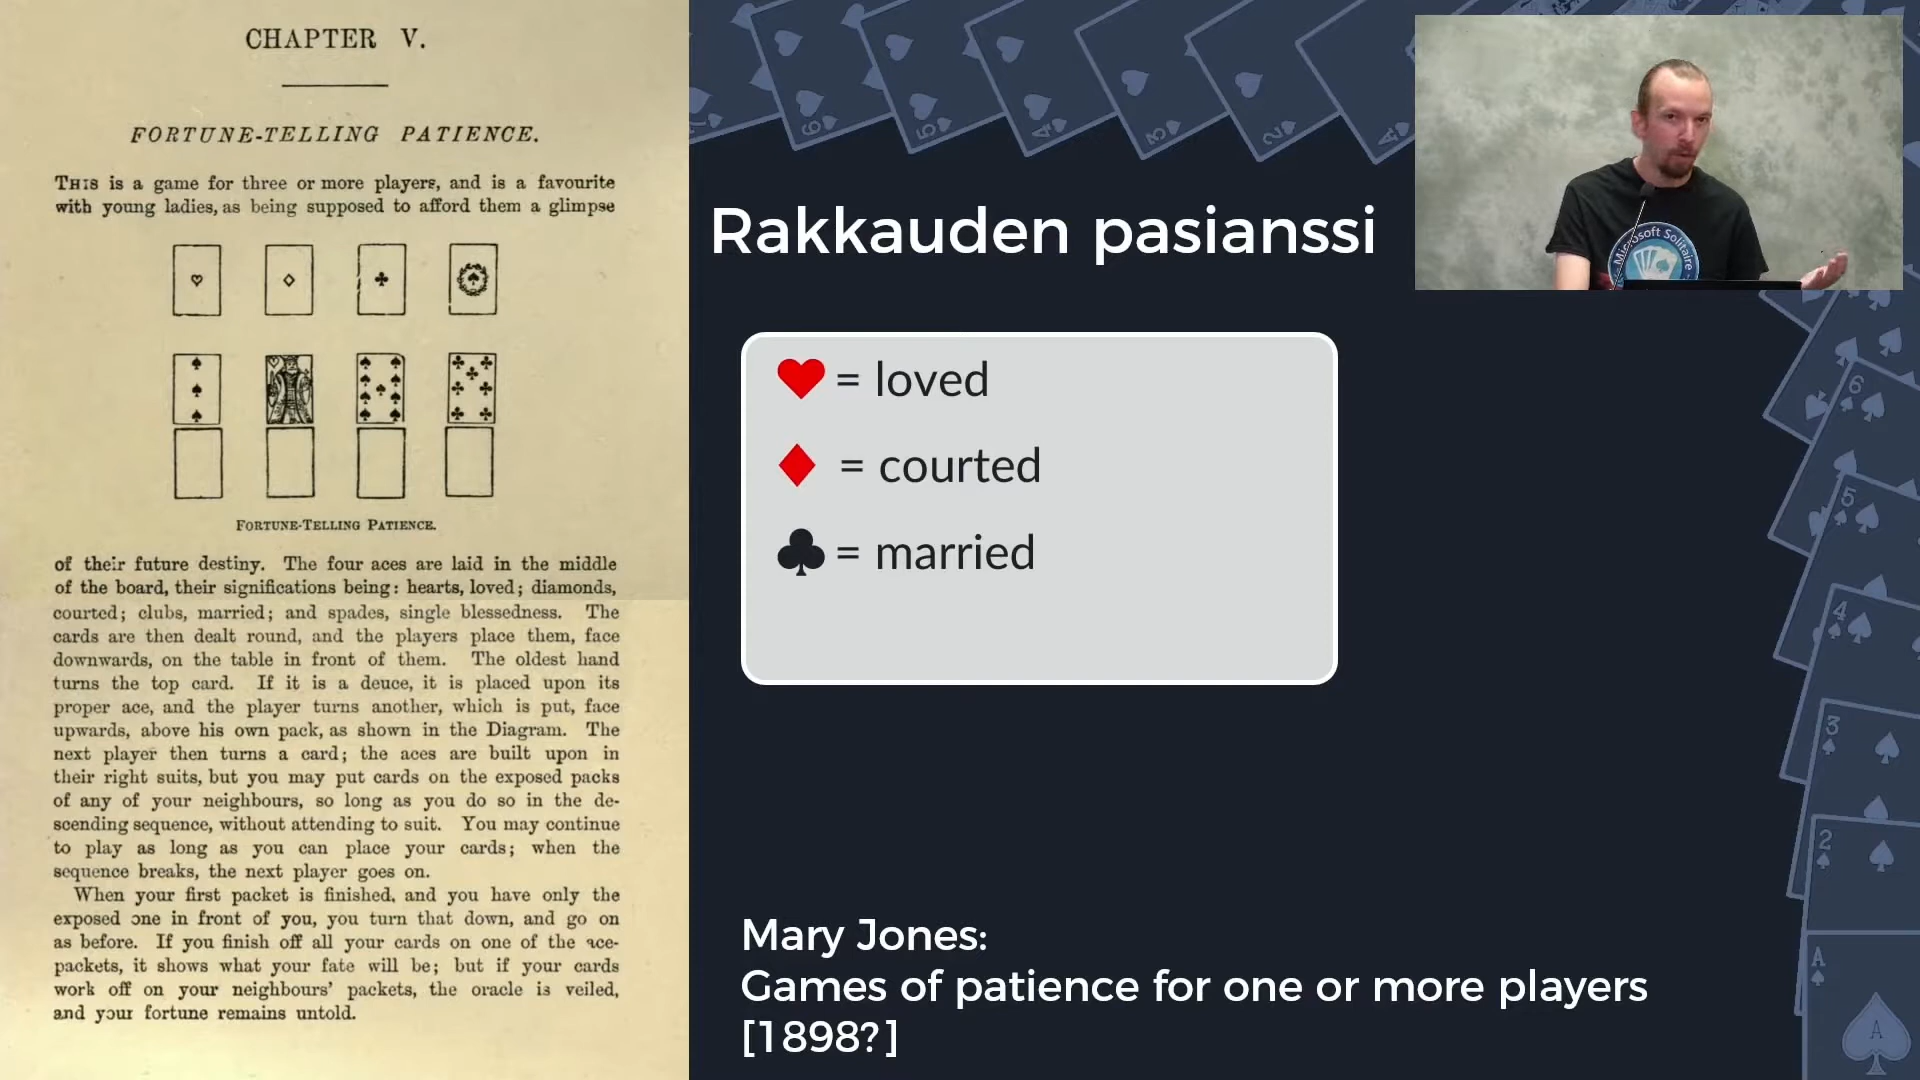 CHAPTER V.
FORTUNE-TELLING PATIENCE.
THIS is a game for three or more players, and is a favourite
with young ladies, as being supposed to afford them a glimpse
FORTUNE-TELLING PATIENCE.
of their future destiny. The four aces are laid in the middle
of the board, their significations being: hearts, loved; diamonds,
courted; clubs, married; and spades, single blessedness. The
cards are then dealt round, and the players place them, face
downwards, on the table in front of them. The oldest hand
turns the top card. If it is a deuce, it is placed upon its
proper ace, and the player turns another, which is put, face
upwards, above his own pack, as shown in the Diagram. The
next player then turns a card; the aces are built upon in
their right suits, but you may put cards on the exposed packs
of any of your neighbours, so long as you do so in the de-
scending sequence, without attending to suit. You may continue
to play as long as you can place your cards; when the
sequence breaks, the next player goes on.
When your first packet is finished, and you have only the
exposed one in front of you, you turn that down, and go on
as before. If you finish off all your cards on one of the ace-
packets, it shows what your fate will be; but if your cards
work off on your neighbours' packets, the oracle is veiled,
and your fortune remains untold.
Rakkauden pasianssi
= loved
= courted
= married
Mary Jones:
Games of patience for one or more players
[1898?]
Microsoft Solitaire
6
5
4
3
2
A
6
5
4
3
2
A
A